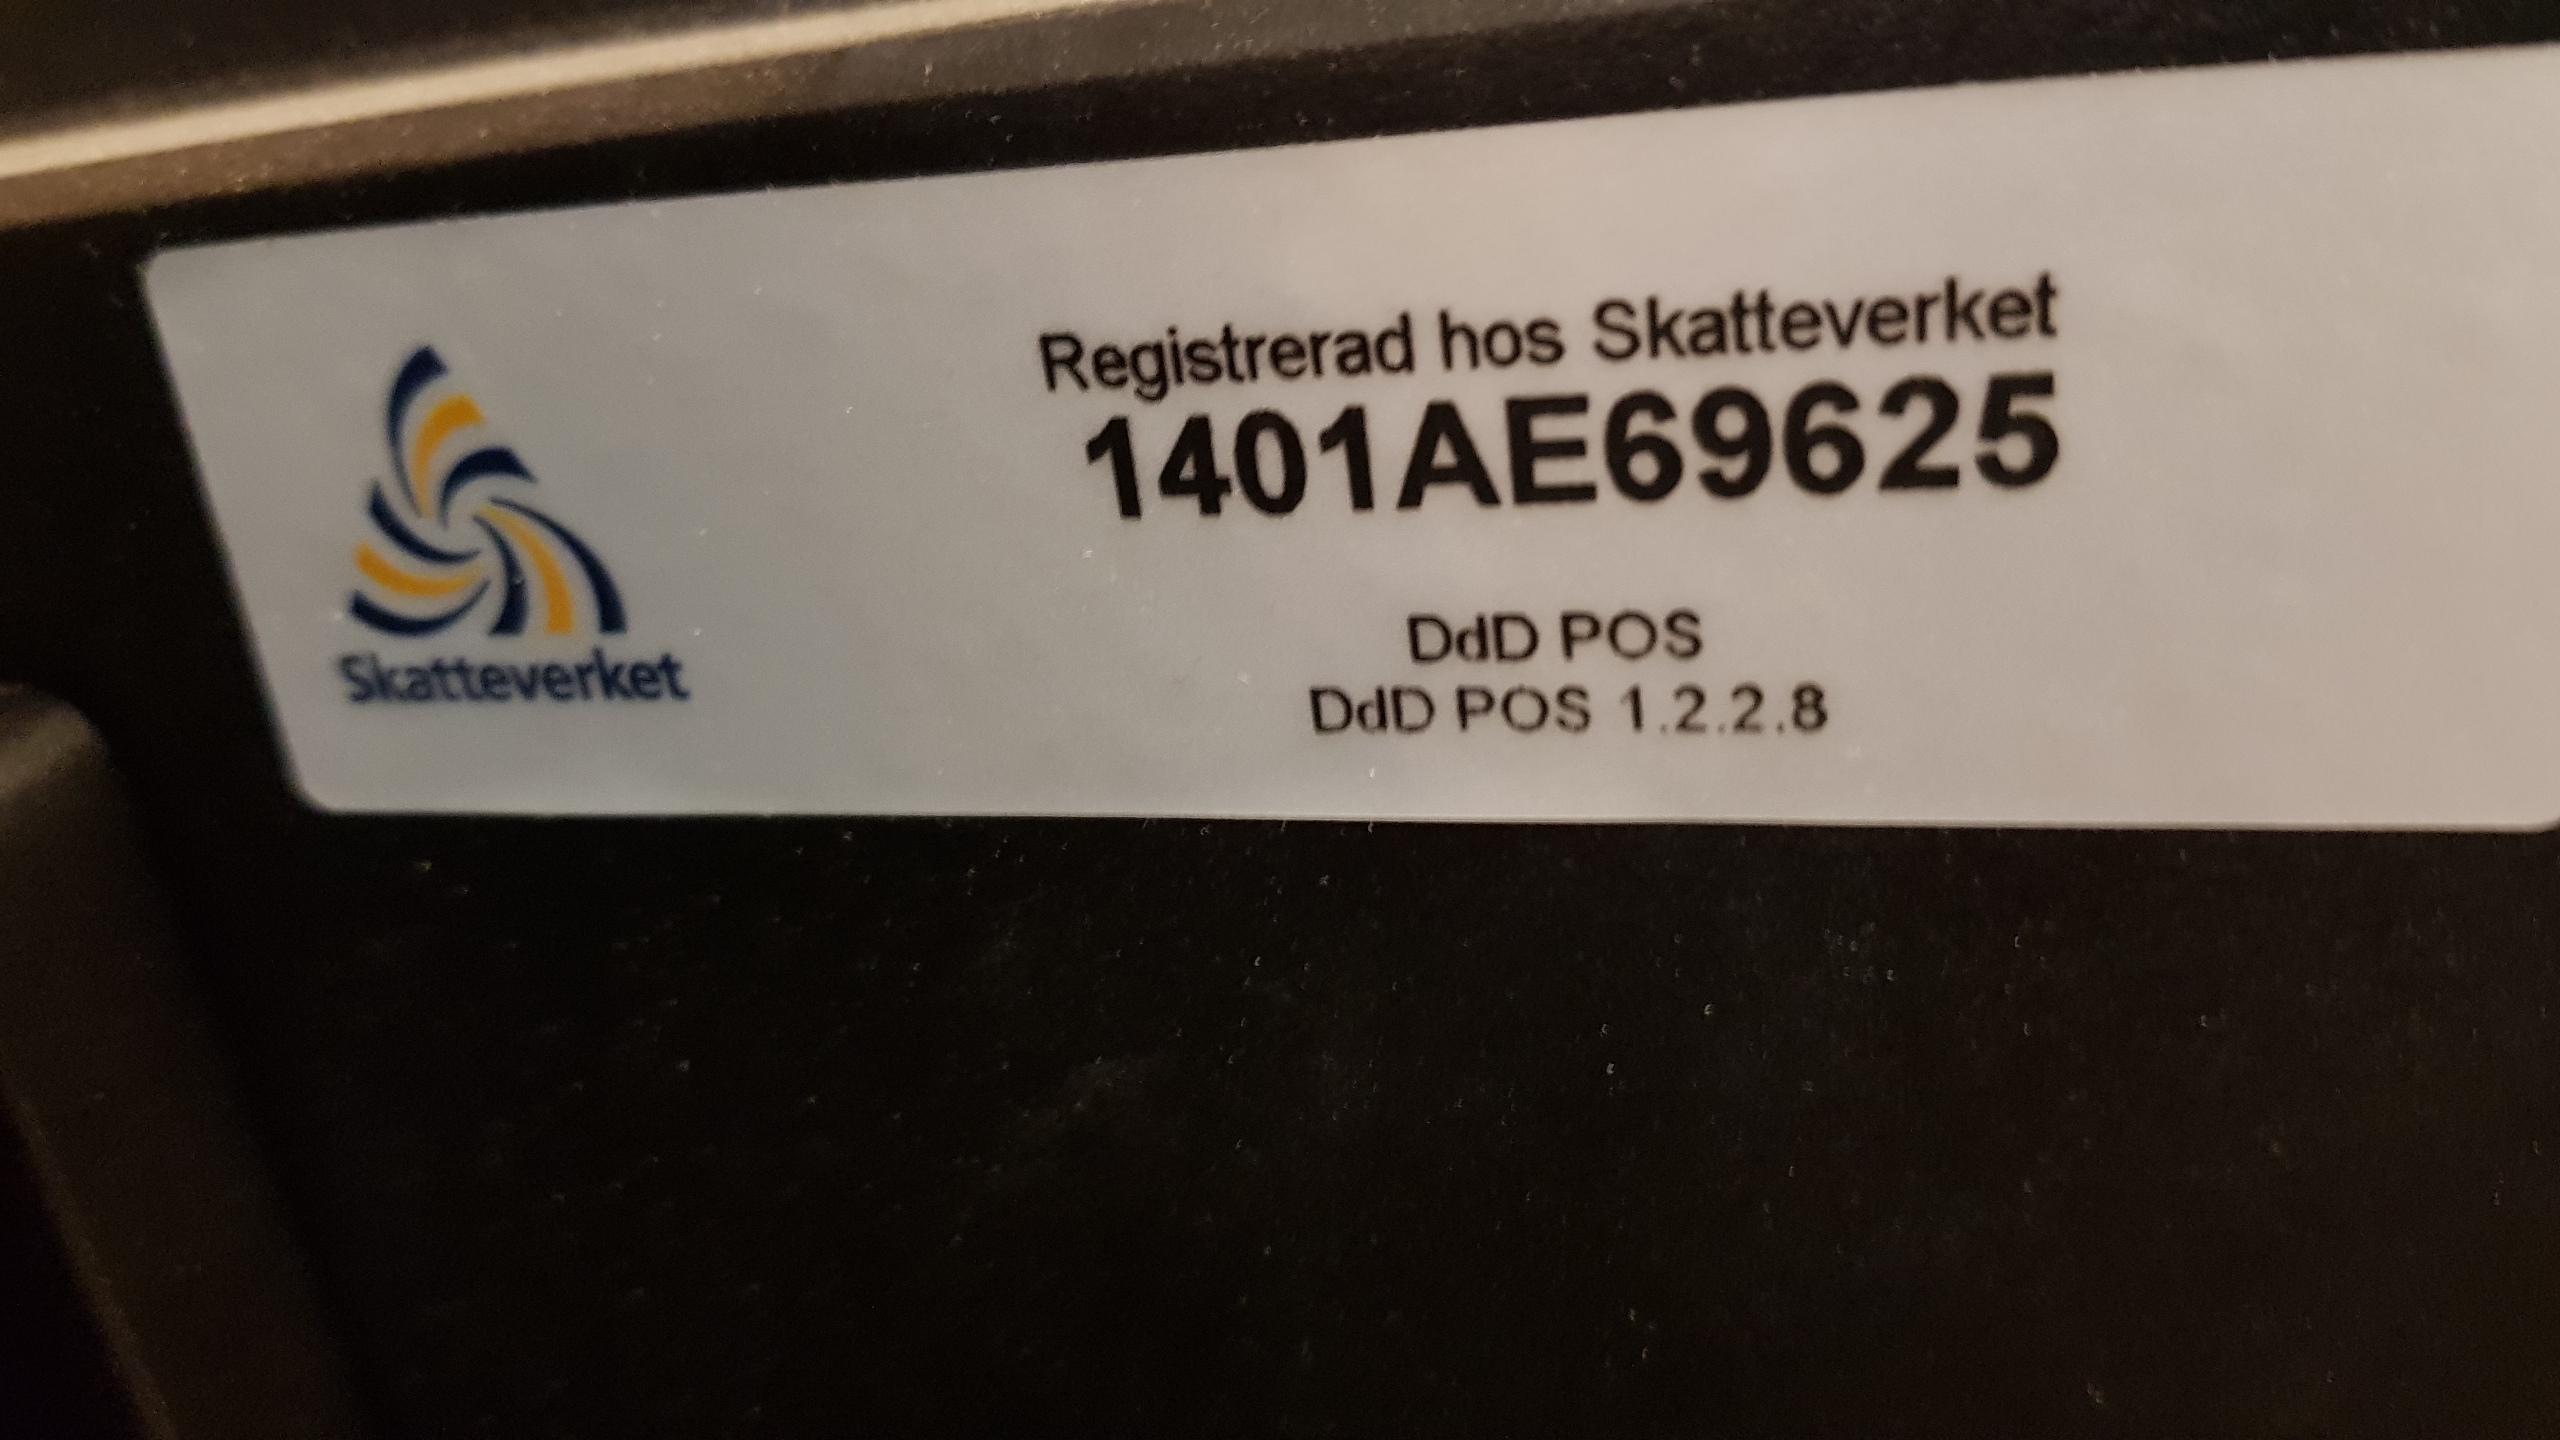 Skatteverket
Registrerad hos Skatteverket
1401AE69625
DdD POS
DdD POS 1.2.2.8